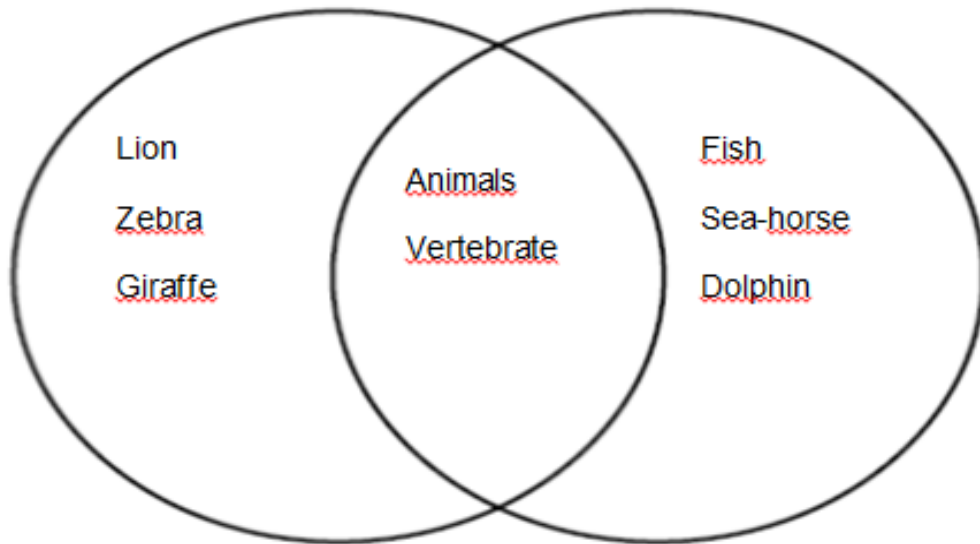 Lion
Zebra
Giraffe
Animals
Vertebrate
Fish
Sea-horse
Dolphin